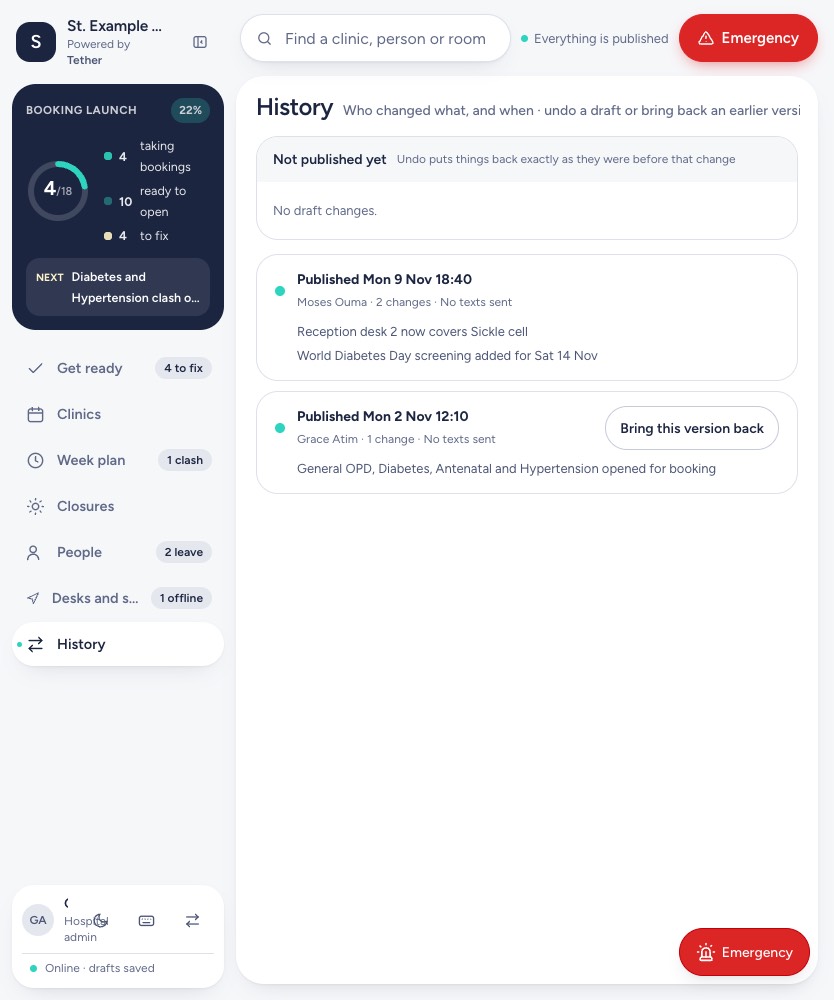 S
St. Example ...
Powered by
Tether
Find a clinic, person or room
Everything is published
Emergency
BOOKING LAUNCH
22%
4/18
4 taking
bookings
10 ready to
open
4 to fix
NEXT Diabetes and
Hypertension clash o...
Get ready
4 to fix
Clinics
Week plan
1 clash
Closures
People
2 leave
Desks and s...
1 offline
History
GA
Hospital
admin
Online · drafts saved
History
Who changed what, and when · undo a draft or bring back an earlier versi
Not published yet
Undo puts things back exactly as they were before that change
No draft changes.
Published Mon 9 Nov 18:40
Moses Ouma · 2 changes · No texts sent
Reception desk 2 now covers Sickle cell
World Diabetes Day screening added for Sat 14 Nov
Published Mon 2 Nov 12:10
Grace Atim · 1 change · No texts sent
Bring this version back
General OPD, Diabetes, Antenatal and Hypertension opened for booking
Emergency